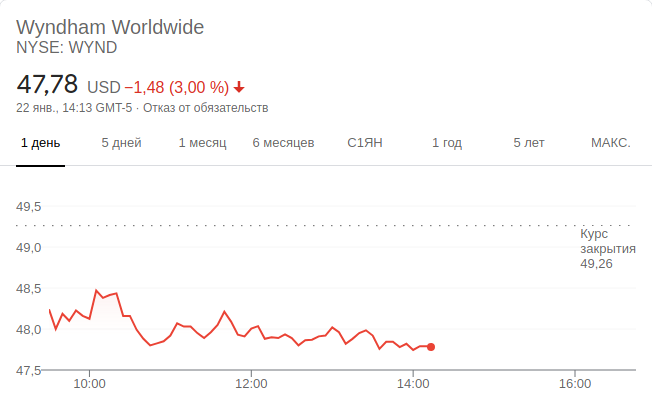 Wyndham Worldwide
NYSE: WYND
47,78 USD −1,48 (3,00 %)
22 янв., 14:13 GMT-5 · Отказ от обязательств
1 день 5 дней 1 месяц 6 месяцев С1ЯН 1 год 5 лет МАКС.
49,5
Курс
закрытия
49,26
49,0
48,5
48,0
47,5
10:00 12:00 14:00 16:00